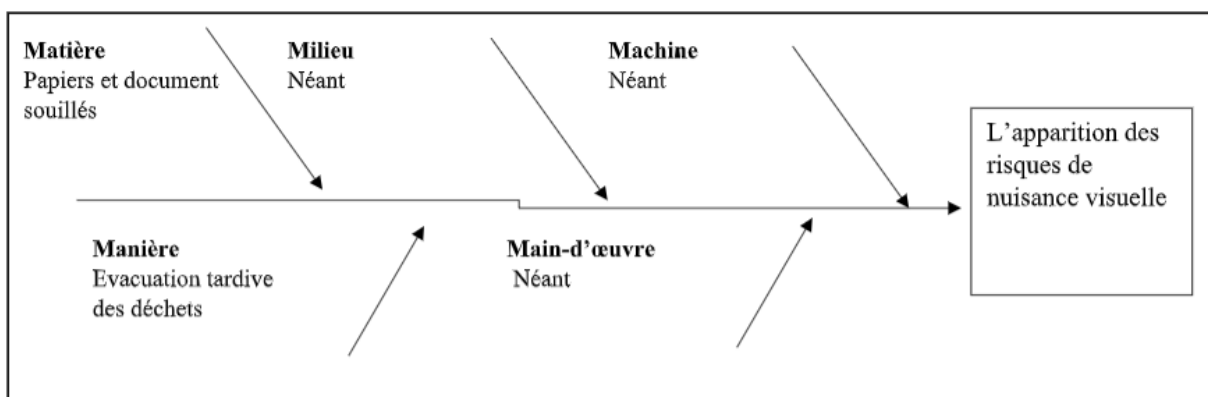 Matière
Papiers et document
souillés
Milieu
Néant
Machine
Néant
L’apparition des
risques de
nuisance visuelle
Manière
Evacuation tardive
des déchets
Main-d’œuvre
Néant